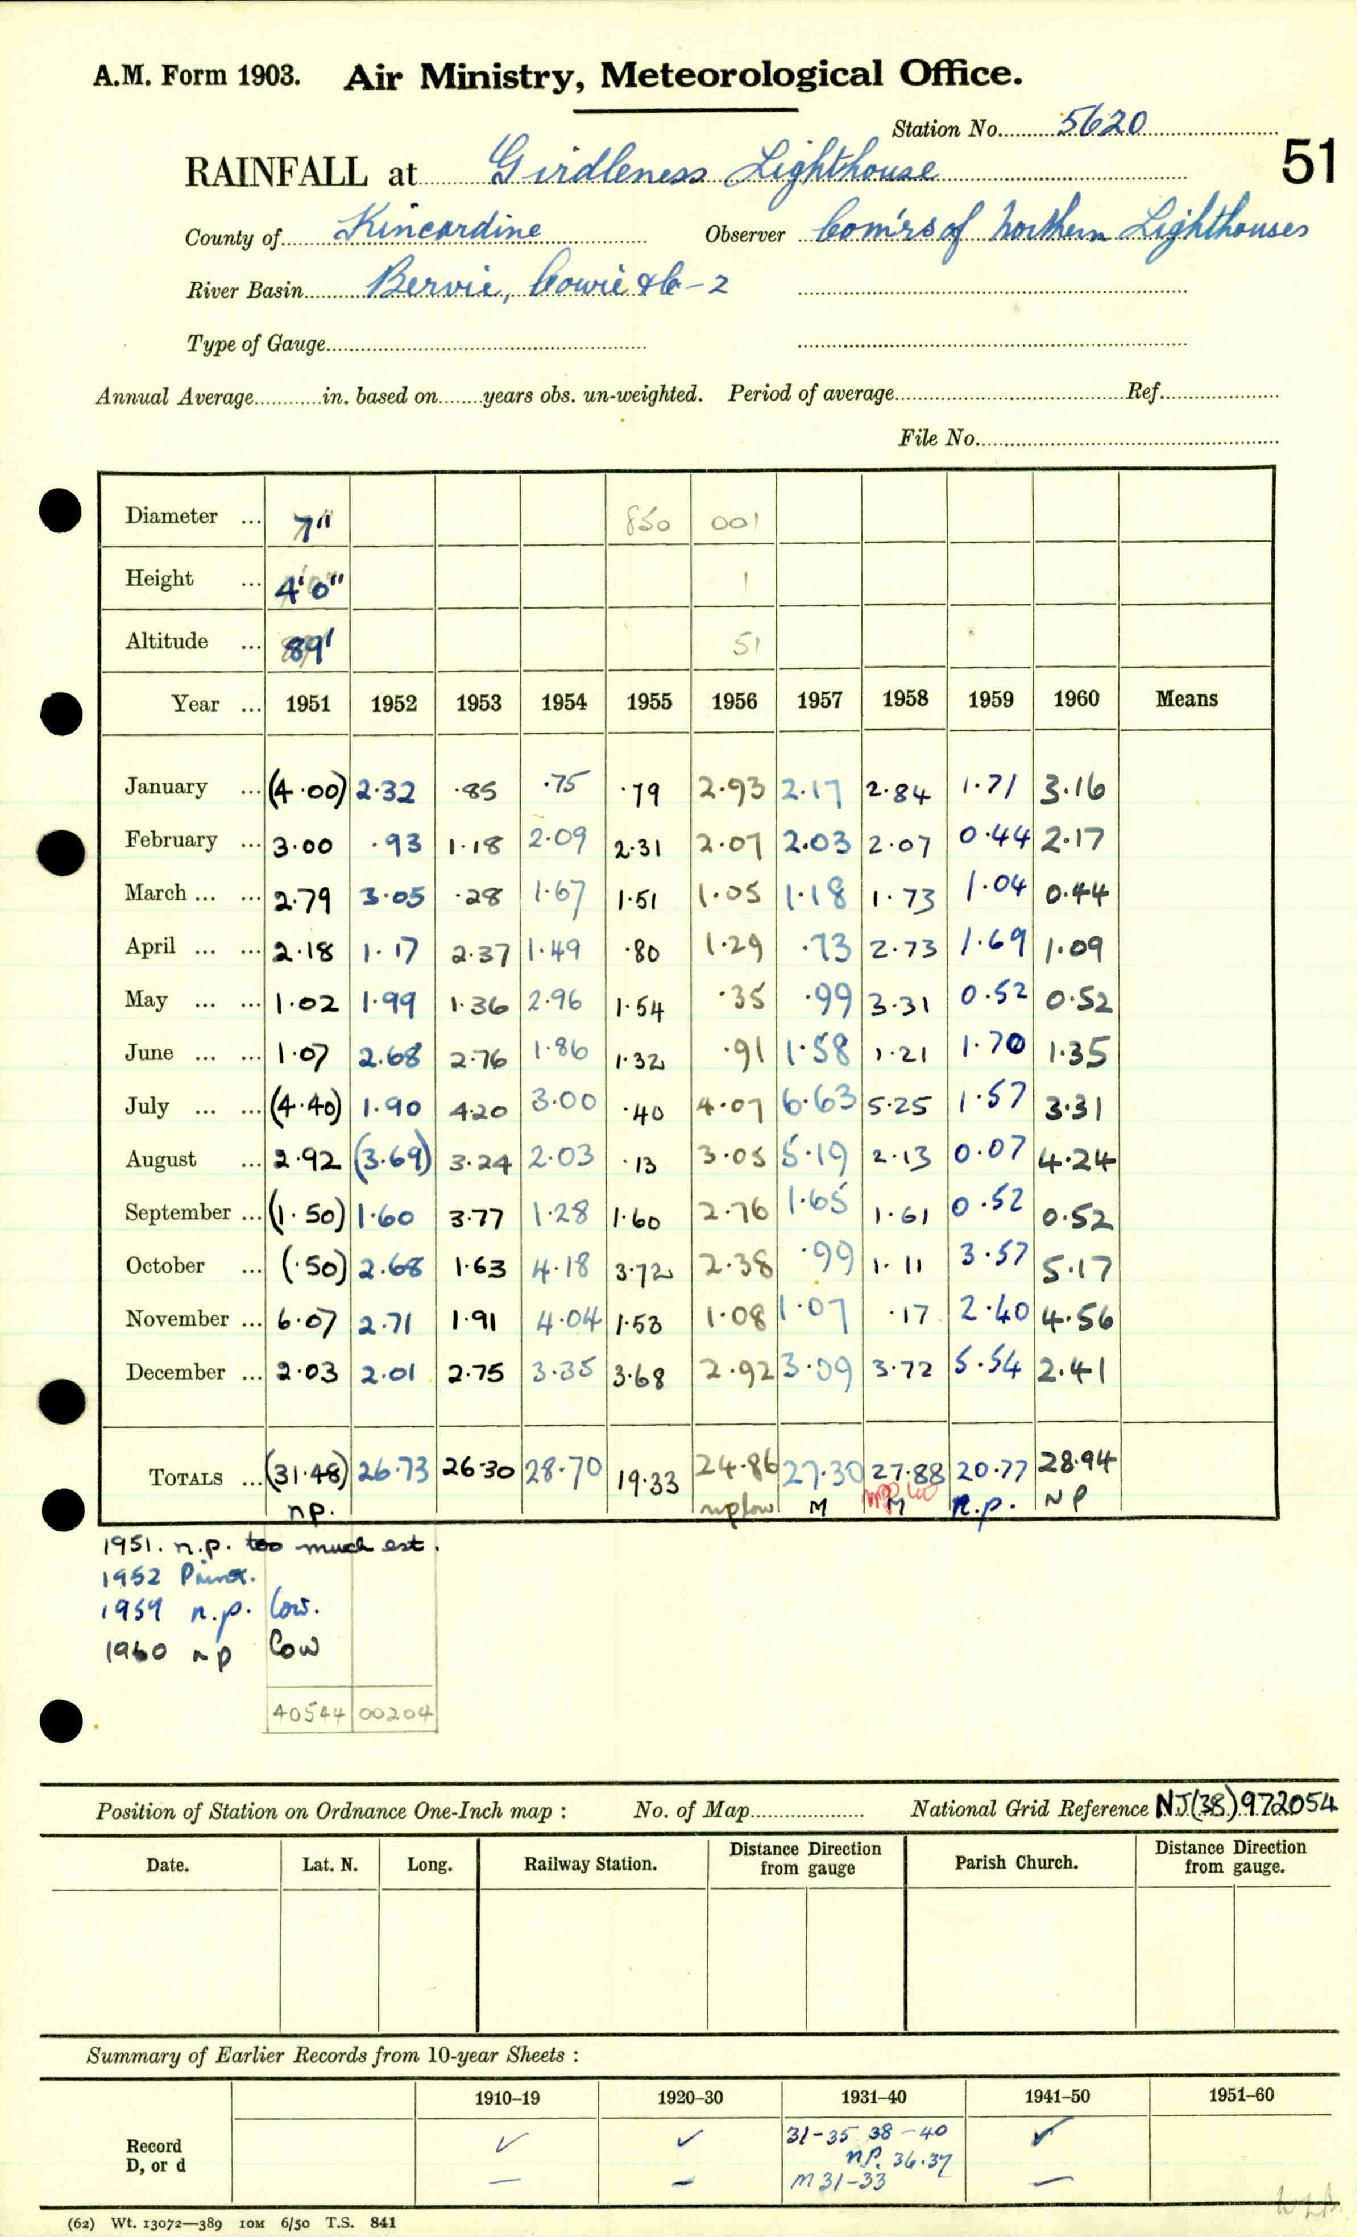 A.M. Form 1903. Air Ministry, Meteorological Office.
Station No. 5620
51
RAINFALL at Girdleness Lighthouse
County of Kincardine Observer Com'rs of Northern Lighthouses
River Basin Bervie, Cowie &c - 2
Type of Gauge
Annual Average in. based on years obs. un-weighted. Period of average Ref.
File No.
Diameter ... 7" 850 001
Height ... 4'0" 1
Altitude ... 89' 51
Year ... 1951 1952 1953 1954 1955 1956 1957 1958 1959 1960 Means
January ... (4.00) 2.32 .85 .75 .79 2.93 2.17 2.84 1.71 3.16
February ... 3.00 .93 1.18 2.09 2.31 2.07 2.03 2.07 0.44 2.17
March ... ... 2.79 3.05 .28 1.67 1.51 1.05 1.18 1.73 1.04 0.44
April ... ... 2.18 1.17 2.37 1.49 .80 1.29 .73 2.73 1.69 1.09
May ... ... 1.02 1.99 1.36 2.96 1.54 .35 .99 3.31 0.52 0.52
June ... ... 1.07 2.68 2.76 1.86 1.32 .91 1.58 1.21 1.70 1.35
July ... ... (4.40) 1.90 4.20 3.00 .40 4.07 6.63 5.25 1.57 3.31
August ... 2.92 (3.69) 3.24 2.03 .13 3.05 5.19 2.13 0.07 4.24
September ... (1.50) 1.60 3.77 1.28 1.60 2.76 1.65 1.61 0.52 0.52
October ... (.50) 2.68 1.63 4.18 3.72 2.38 .99 1.11 3.57 5.17
November ... 6.07 2.71 1.91 4.04 1.53 1.08 1.07 .17 2.40 4.56
December ... 2.03 2.01 2.75 3.35 3.68 2.92 3.09 3.72 5.54 2.41
TOTALS ... (31.48) 26.73 26.30 28.70 19.33 24.86 27.30 27.88 20.77 28.94
np. np low M M n.p. NP
1951. n.p. too much est.
1952 Print.
1959 n.p. Low.
1960 np Low
40544 00204
Position of Station on Ordnance One-Inch map : No. of Map National Grid Reference NJ(38)972054
Date. Lat. N. Long. Railway Station. Distance Direction from gauge Parish Church. Distance Direction from gauge.
Summary of Earlier Records from 10-year Sheets :
1910–19 1920–30 1931–40 1941–50 1951–60
Record D, or d ✓ ✓ 31-35 38-40 ✓
np. 36.37
— — M 31-33 —
(62) Wt. 13072—389 10M 6/50 T.S. 841